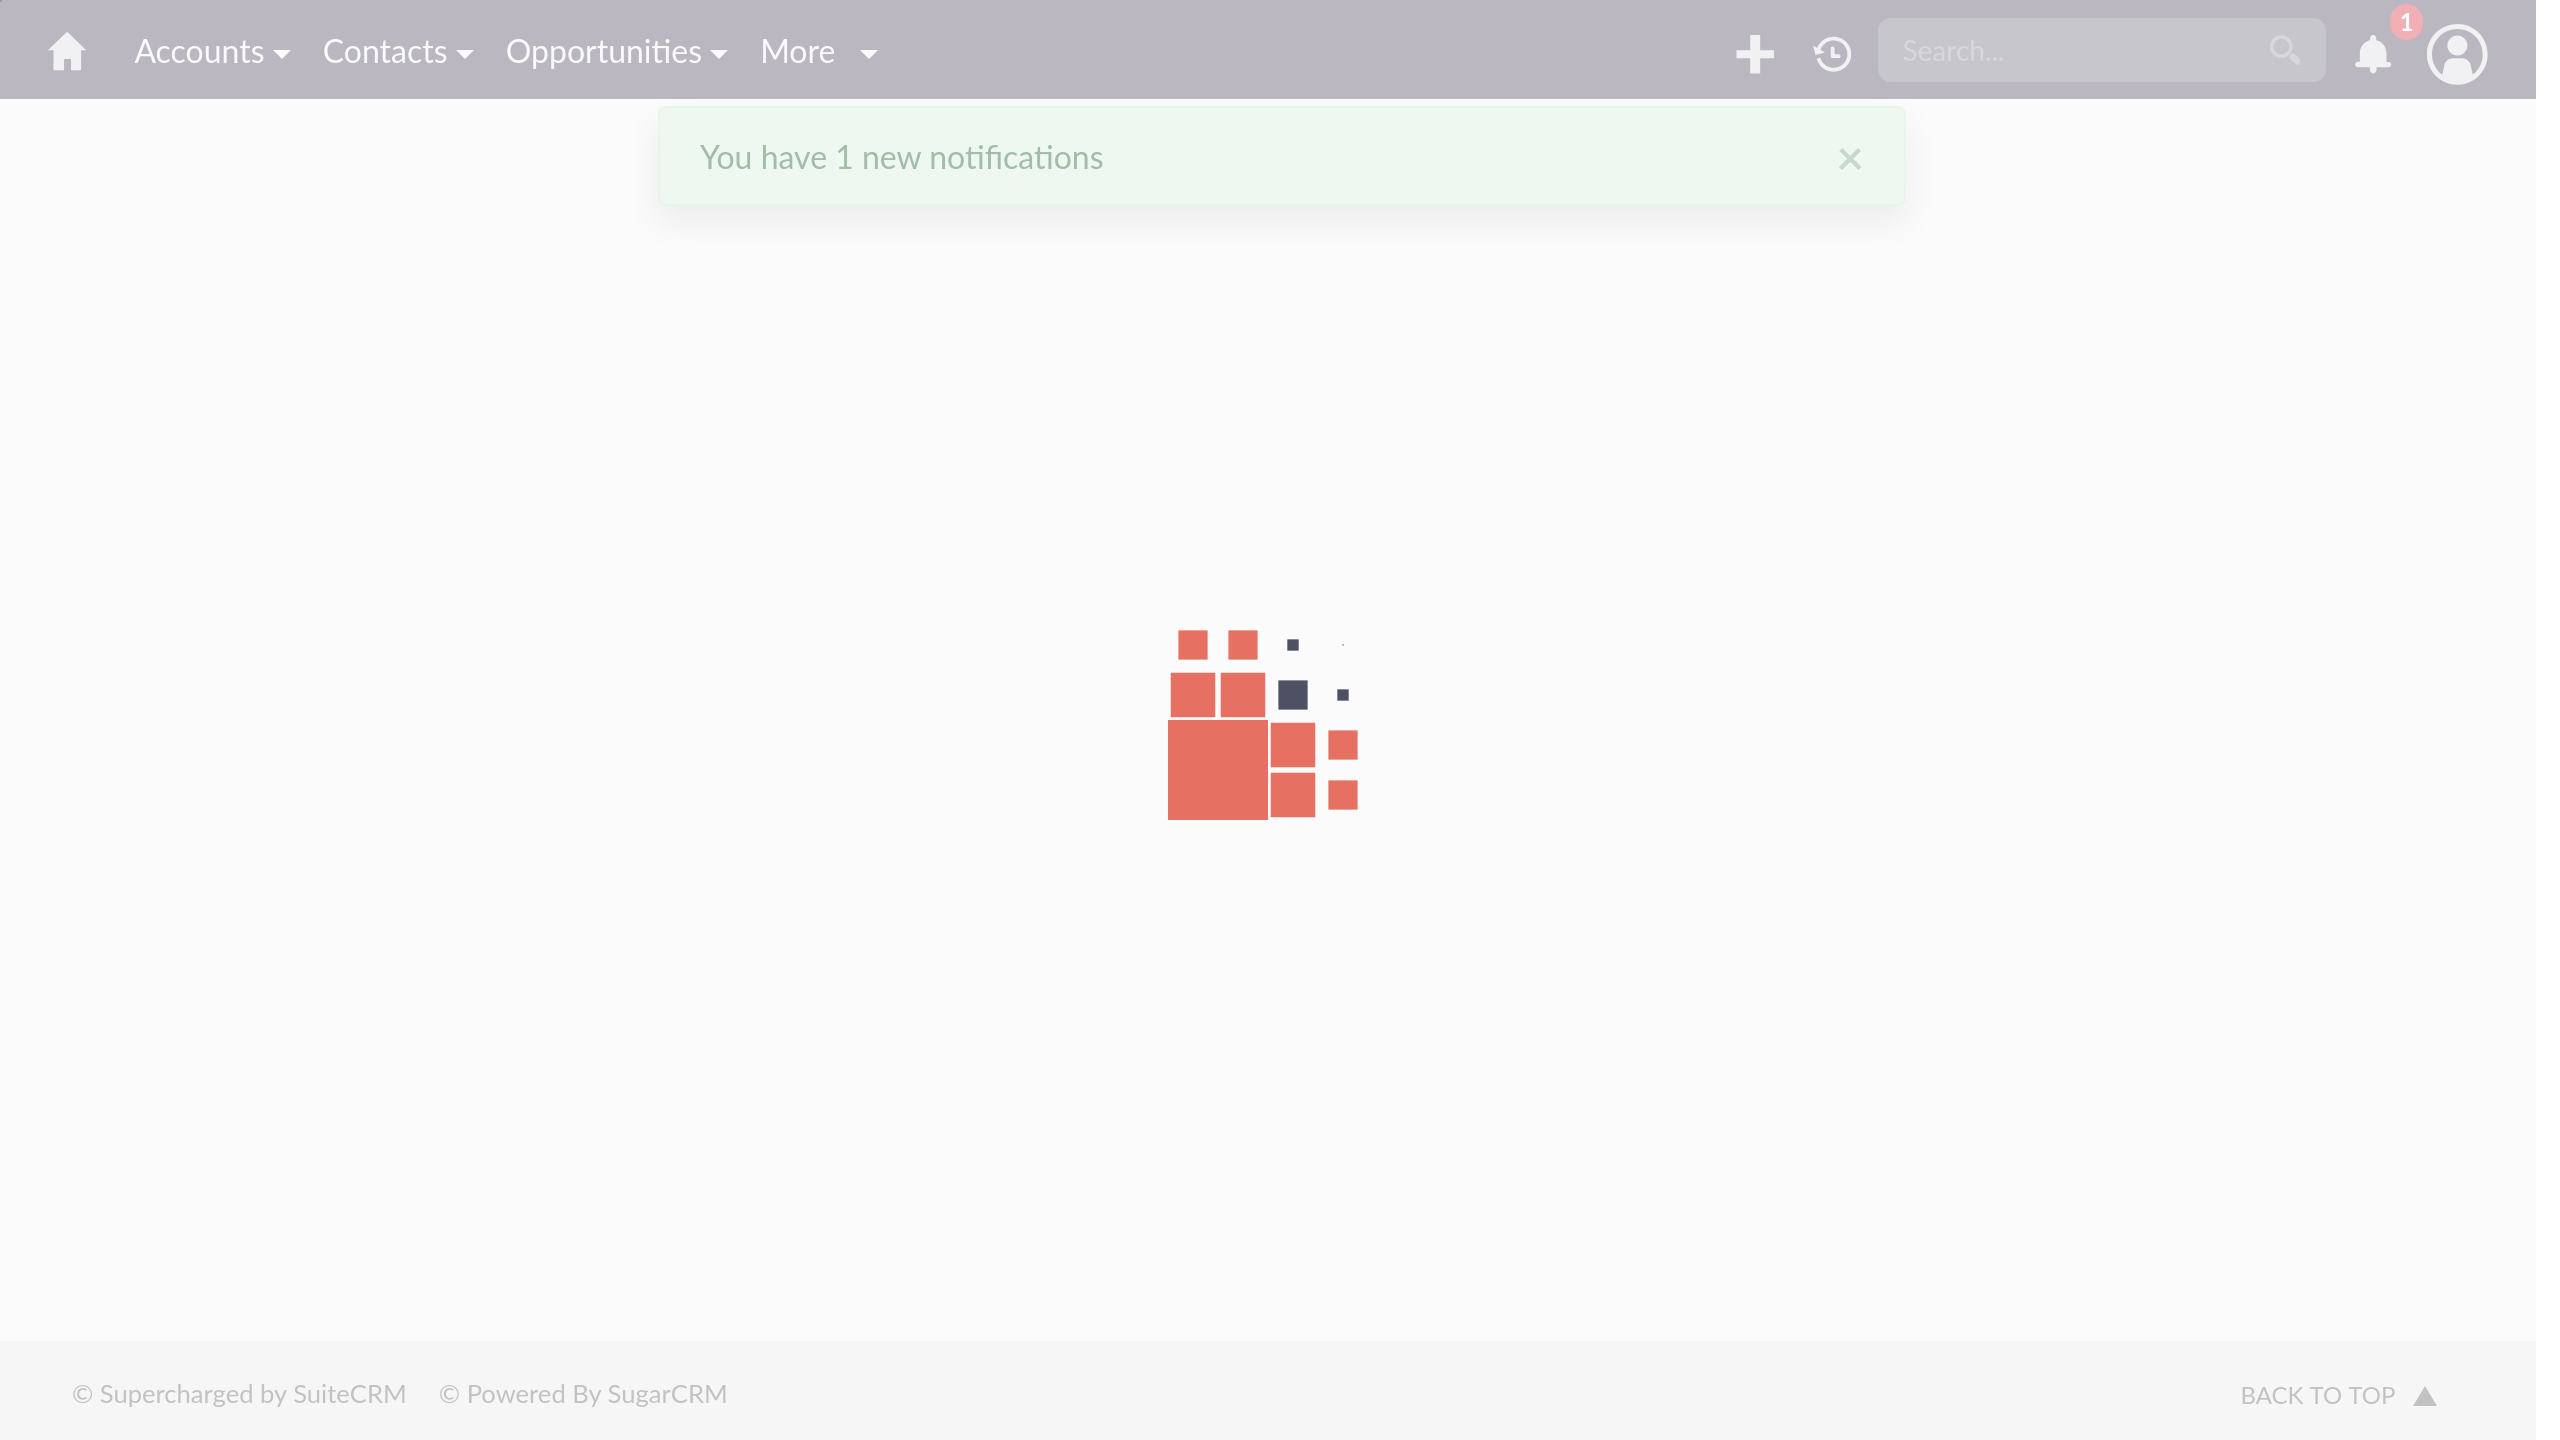 Accounts Contacts Opportunities More Search... 1
You have 1 new notifications ×
© Supercharged by SuiteCRM © Powered By SugarCRM BACK TO TOP